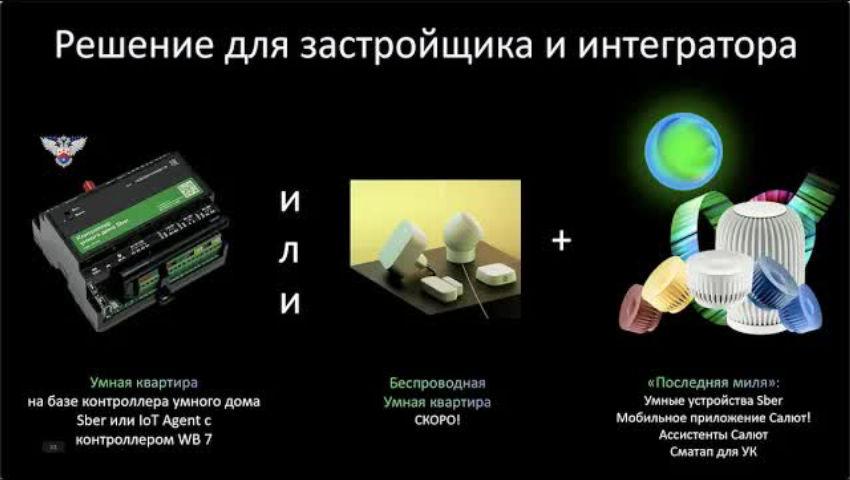 Решение для застройщика и интегратора
Контроллер
умного дома Sber
и
л
и
+
Умная квартира
на базе контроллера умного дома
Sber или IoT Agent с
контроллером WB 7
Беспроводная
Умная квартира
СКОРО!
«Последняя миля»:
Умные устройства Sber
Мобильное приложение Салют!
Ассистенты Салют
Смарап для УК